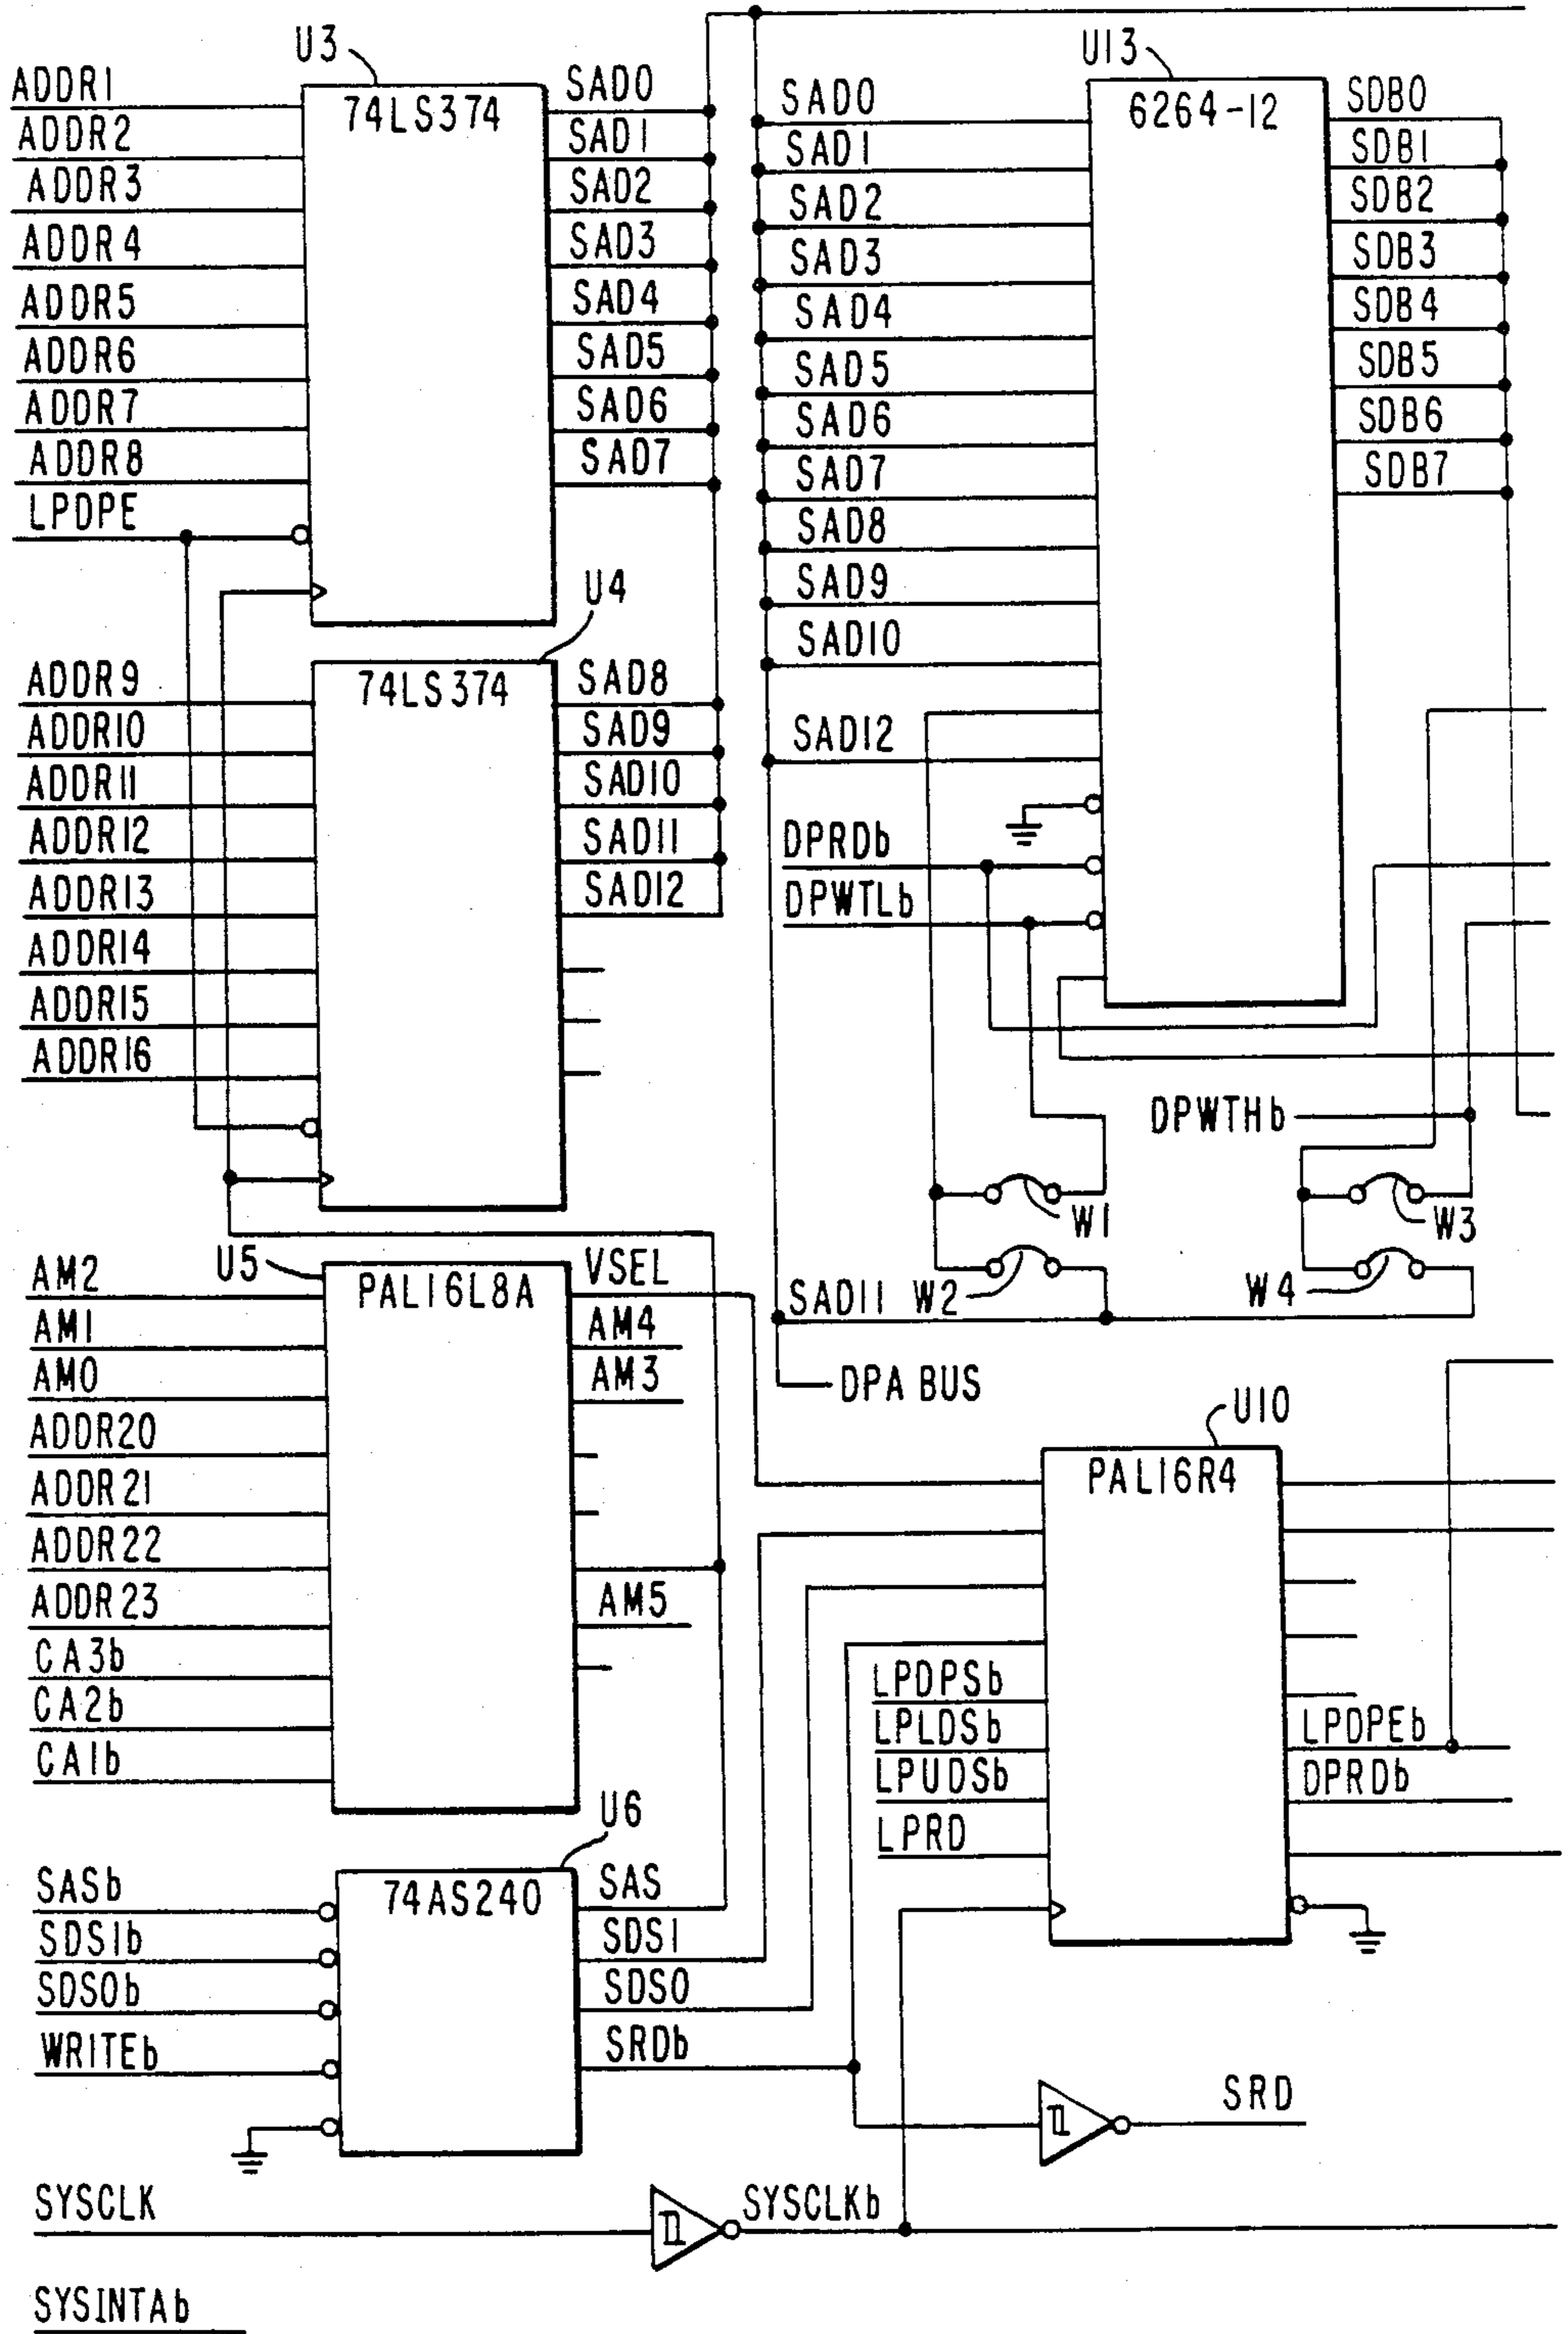 U3
ADDR1
ADDR2
ADDR3
ADDR4
ADDR5
ADDR6
ADDR7
ADDR8
LPDPE
74LS374
SAD0
SAD1
SAD2
SAD3
SAD4
SAD5
SAD6
SAD7
U4
ADDR9
ADDR10
ADDR11
ADDR12
ADDR13
ADDR14
ADDR15
ADDR16
74LS374
SAD8
SAD9
SAD10
SAD11
SAD12
U5
AM2
AM1
AM0
ADDR20
ADDR21
ADDR22
ADDR23
CA3b
CA2b
CA1b
PAL16L8A
VSEL
AM4
AM3
AM5
U6
SASb
SDS1b
SDS0b
WRITEb
74AS240
SAS
SDS1
SDS0
SRDb
U13
SAD0
SAD1
SAD2
SAD3
SAD4
SAD5
SAD6
SAD7
SAD8
SAD9
SAD10
SAD12
DPRDb
DPWTLb
6264-12
SDB0
SDB1
SDB2
SDB3
SDB4
SDB5
SDB6
SDB7
DPWTHb
W1
W3
SAD11
W2
W4
DPA BUS
U10
PAL16R4
LPDPSb
LPLDSb
LPUDSb
LPRD
LPDPEb
DPRDb
SRD
SYSCLK
SYSCLKb
SYSINTAb